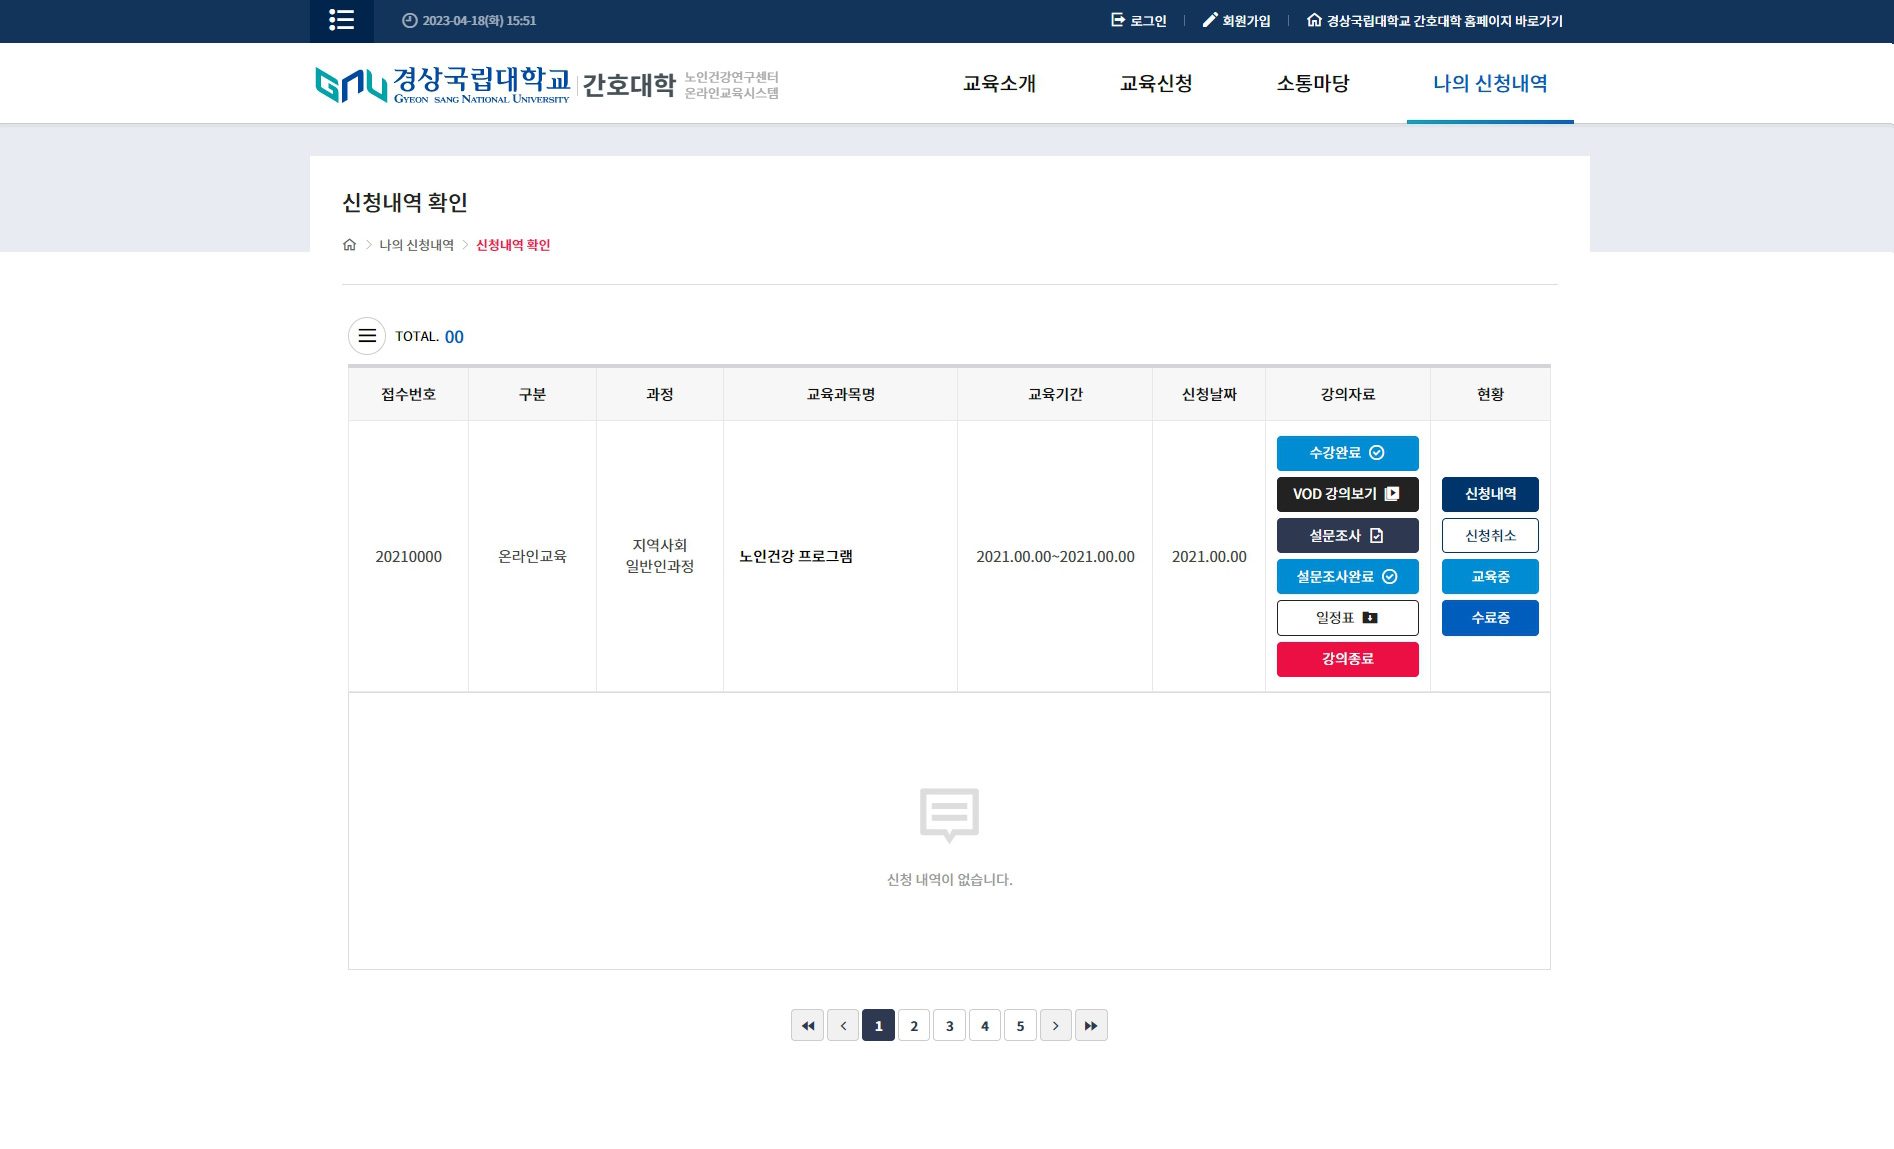 2023-04-18(화) 15:51
로그인
회원가입
경상국립대학교 간호대학 홈페이지 바로가기
경상국립대학교
GYEON SANG NATIONAL UNIVERSITY
간호대학
노인건강연구센터
온라인교육시스템
교육소개
교육신청
소통마당
나의 신청내역
신청내역 확인
나의 신청내역
신청내역 확인
TOTAL. 00
접수번호 구분 과정 교육과목명 교육기간 신청날짜 강의자료 현황
20210000
온라인교육
지역사회
일반인과정
노인건강 프로그램
2021.00.00~2021.00.00
2021.00.00
수강완료
VOD 강의보기
설문조사
설문조사완료
일정표
강의종료
신청내역
신청취소
교육중
수료증
신청 내역이 없습니다.
1 2 3 4 5